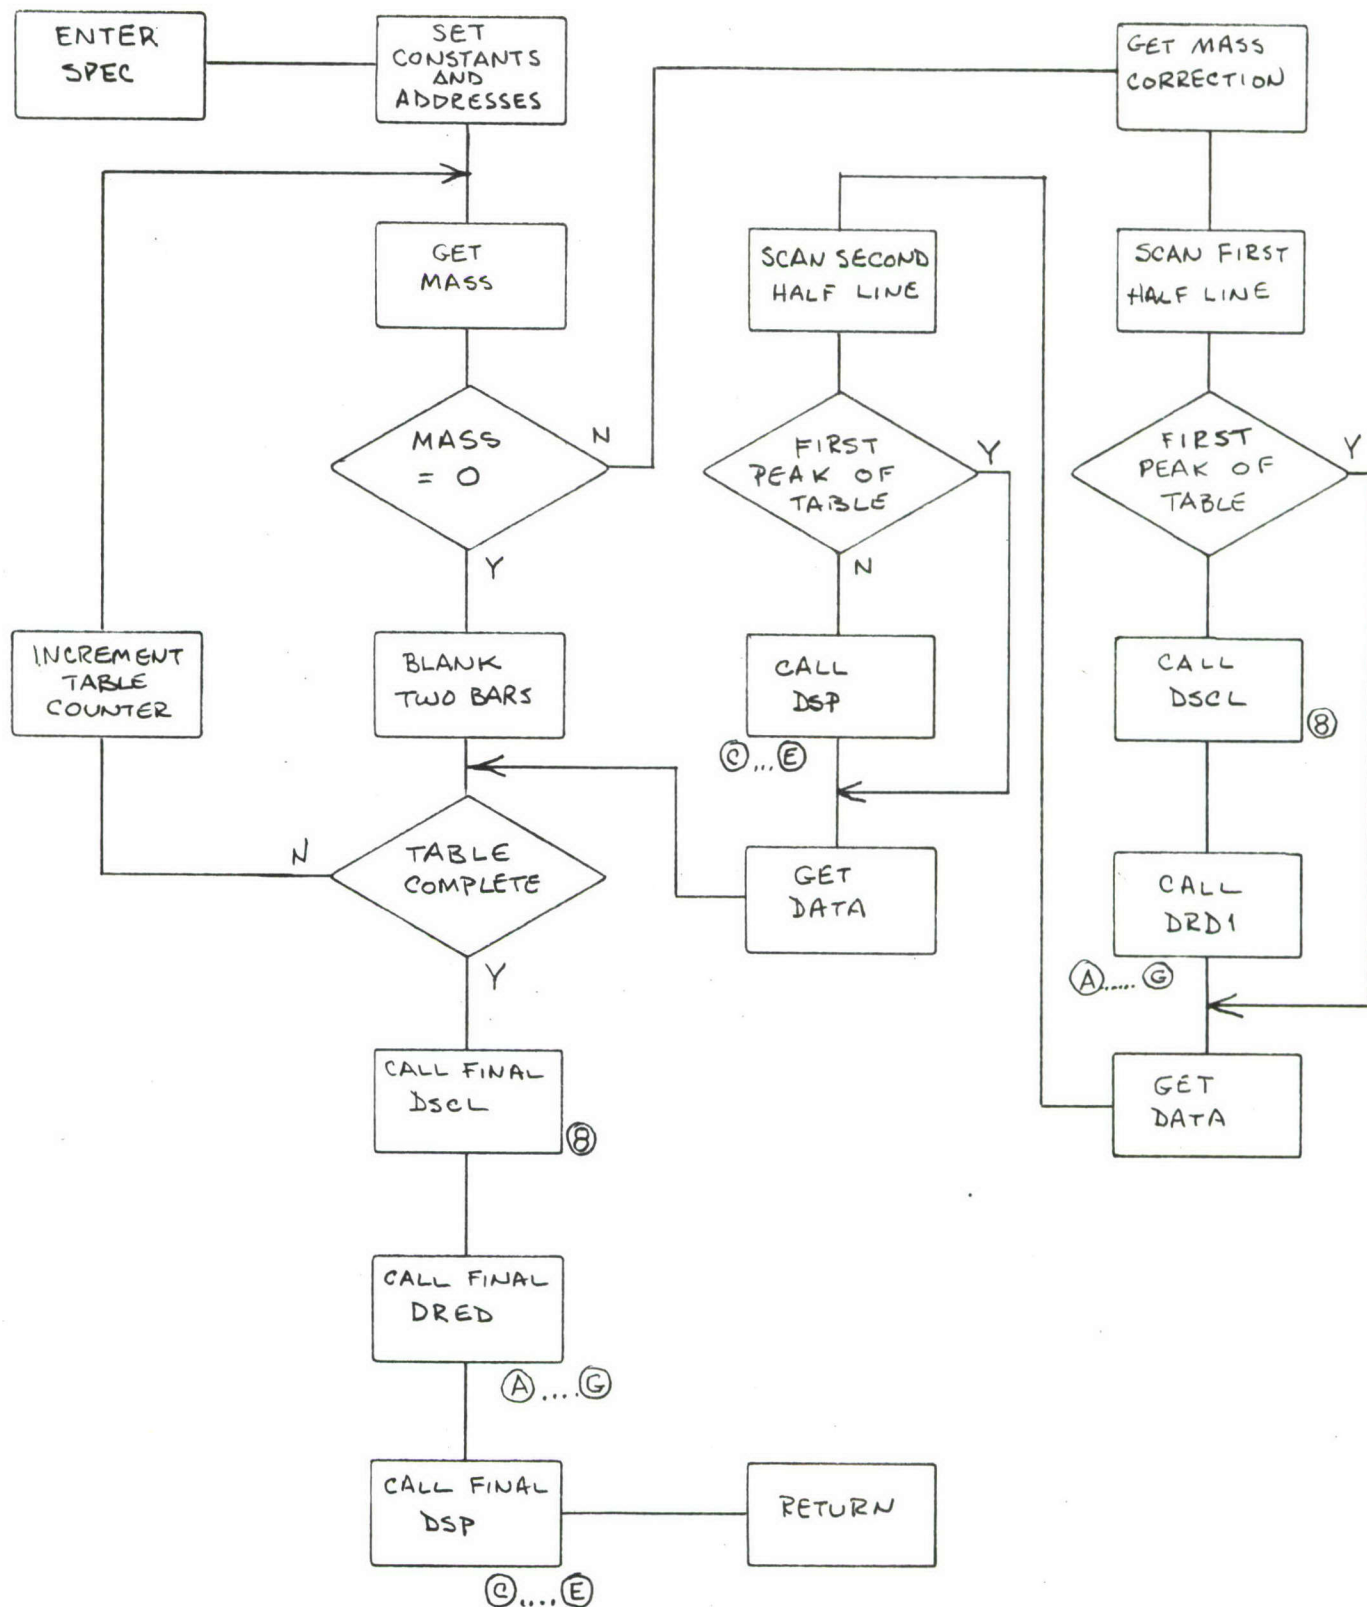 ENTER
SPEC
SET
CONSTANTS
AND
ADDRESSES
GET MASS
CORRECTION
GET
MASS
SCAN SECOND
HALF LINE
SCAN FIRST
HALF LINE
MASS
= 0
N
Y
FIRST
PEAK OF
TABLE
Y
N
FIRST
PEAK OF
TABLE
Y
INCREMENT
TABLE
COUNTER
BLANK
TWO BARS
CALL
DSP
C...E
CALL
DSCL
8
TABLE
COMPLETE
N
Y
GET
DATA
CALL
DRD1
A......G
GET
DATA
CALL FINAL
DSCL
8
CALL FINAL
DRED
A....G
CALL FINAL
DSP
C....E
RETURN